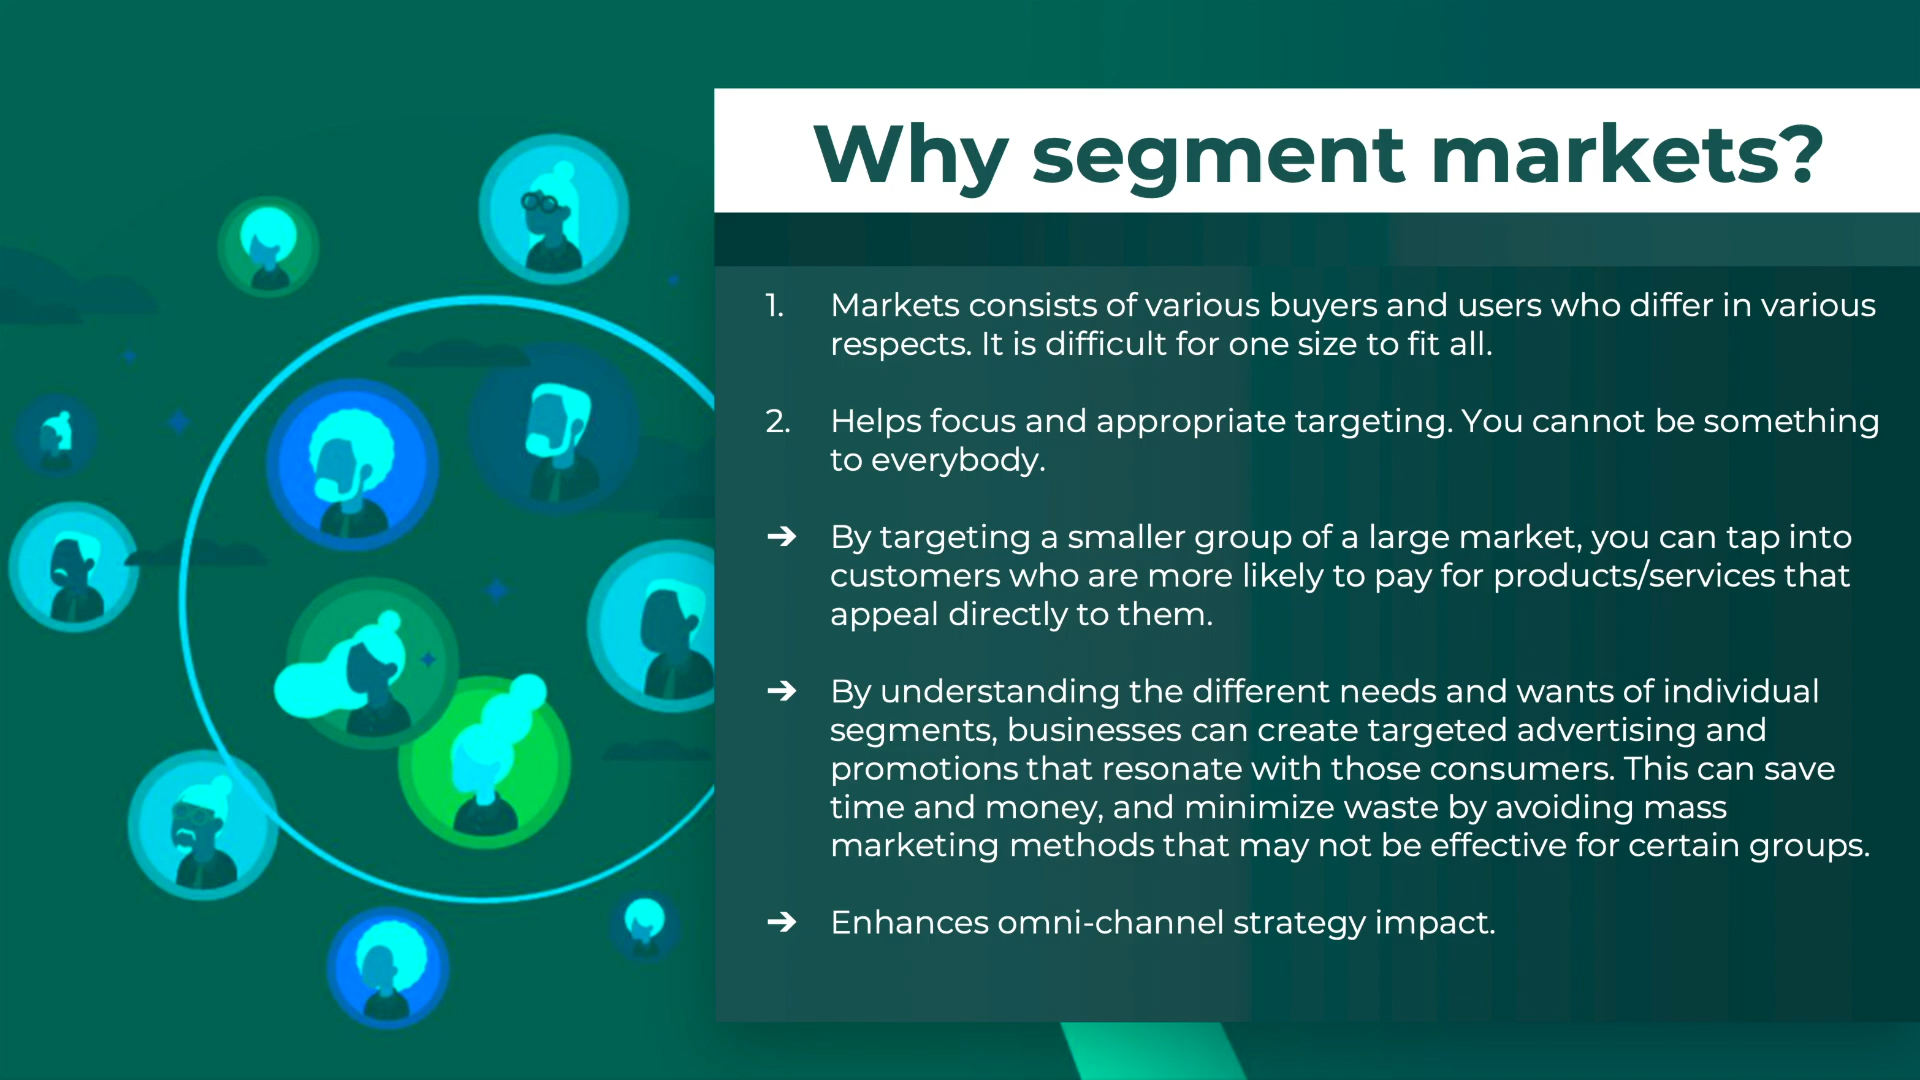 Why segment markets?
1. Markets consists of various buyers and users who differ in various
respects. It is difficult for one size to fit all.
2. Helps focus and appropriate targeting. You cannot be something
to everybody.
➔ By targeting a smaller group of a large market, you can tap into
customers who are more likely to pay for products/services that
appeal directly to them.
➔ By understanding the different needs and wants of individual
segments, businesses can create targeted advertising and
promotions that resonate with those consumers. This can save
time and money, and minimize waste by avoiding mass
marketing methods that may not be effective for certain groups.
➔ Enhances omni-channel strategy impact.